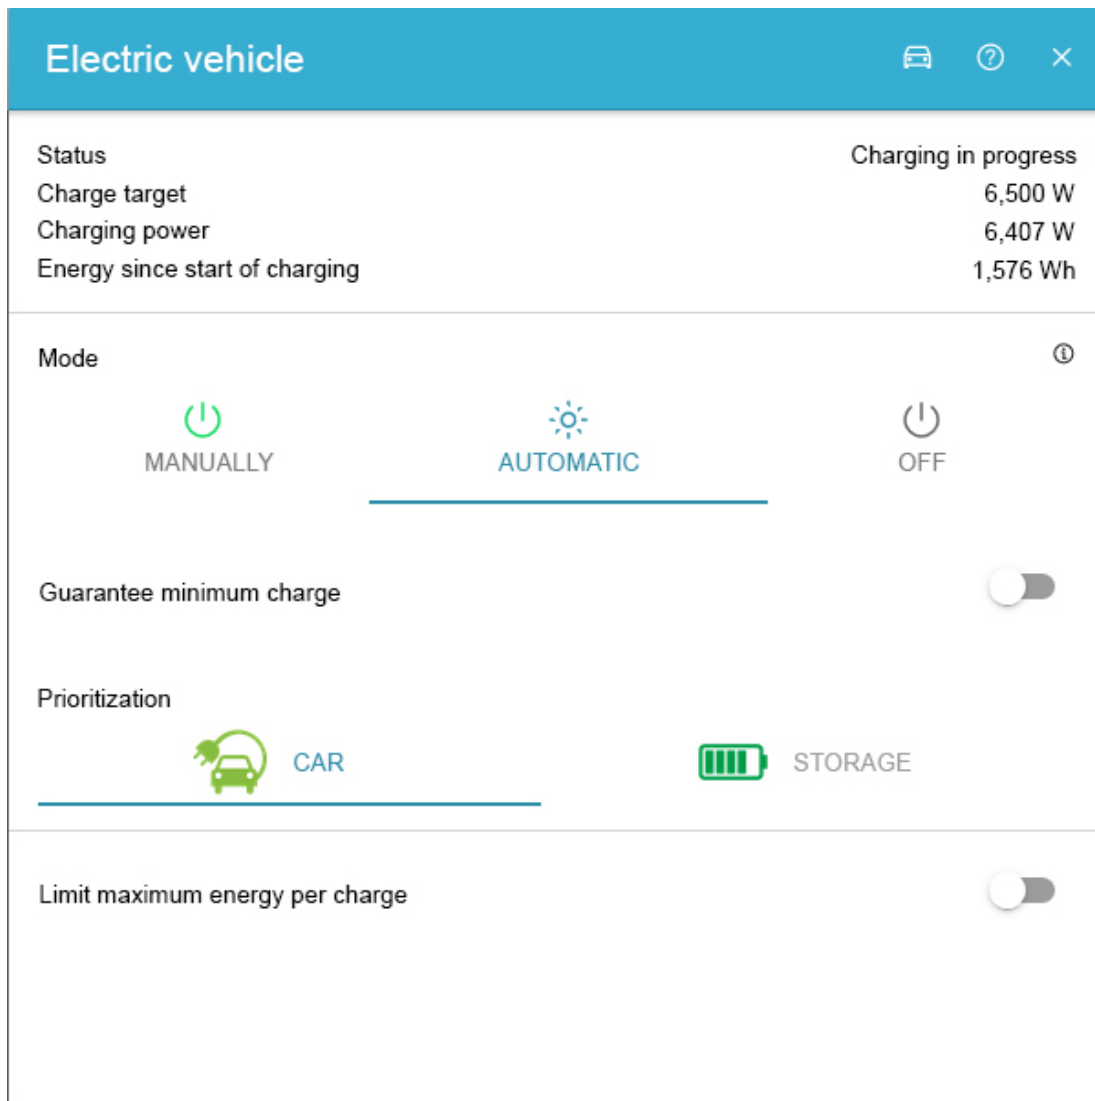 Electric vehicle
Status Charging in progress
Charge target 6,500 W
Charging power 6,407 W
Energy since start of charging 1,576 Wh
Mode
MANUALLY AUTOMATIC OFF
Guarantee minimum charge
Prioritization
CAR STORAGE
Limit maximum energy per charge